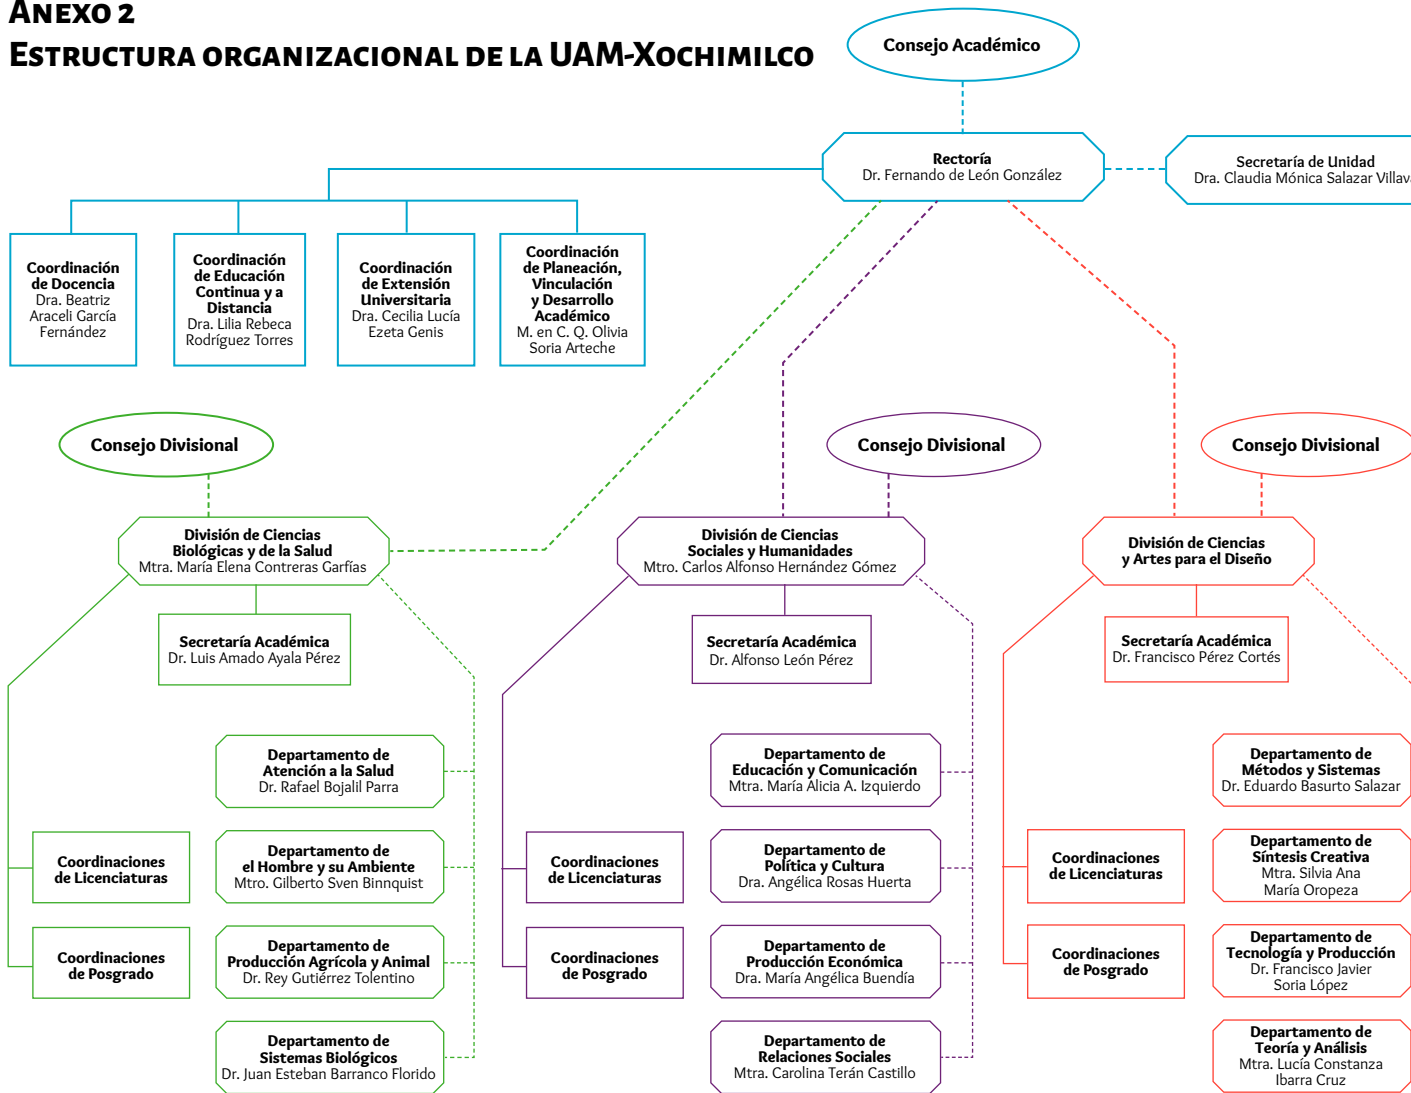 ANEXO 2
ESTRUCTURA ORGANIZACIONAL DE LA UAM-XOCHIMILCO
Consejo Académico
Rectoría
Dr. Fernando de León González
Secretaría de Unidad
Dra. Claudia Mónica Salazar
Coordinación
de Docencia
Dra. Beatriz
Araceli García
Fernández
Coordinación
de Educación
Continua y a
Distancia
Dra. Lilia Rebeca
Rodríguez Torres
Coordinación
de Extensión
Universitaria
Dra. Cecilia Lucía
Ezeta Genis
Coordinación
de Planeación,
Vinculación
y Desarrollo
Académico
M. en C. Q. Olivia
Soria Arteche
Consejo Divisional
Consejo Divisional
Consejo Divisional
División de Ciencias
Biológicas y de la Salud
Mtra. María Elena Contreras Garfías
División de Ciencias
Sociales y Humanidades
Mtro. Carlos Alfonso Hernández Gómez
División de Ciencias
y Artes para el Diseño
Secretaría Académica
Dr. Luis Amado Ayala Pérez
Secretaría Académica
Dr. Alfonso León Pérez
Secretaría Académica
Dr. Francisco Pérez Cortés
Departamento de
Atención a la Salud
Dr. Rafael Bojalil Parra
Departamento de
Educación y Comunicación
Mtra. María Alicia A. Izquierdo
Departamento de
Métodos y Sistemas
Dr. Eduardo Basurto Salazar
Coordinaciones
de Licenciaturas
Departamento de
el Hombre y su Ambiente
Mtro. Gilberto Sven Binnquist
Coordinaciones
de Licenciaturas
Departamento de
Política y Cultura
Dra. Angélica Rosas Huerta
Coordinaciones
de Licenciaturas
Departamento de
Síntesis Creativa
Mtra. Silvia Ana
María Oropeza
Coordinaciones
de Posgrado
Departamento de
Producción Agrícola y Animal
Dr. Rey Gutiérrez Tolentino
Coordinaciones
de Posgrado
Departamento de
Producción Económica
Dra. María Angélica Buendía
Coordinaciones
de Posgrado
Departamento de
Tecnología y Producción
Dr. Francisco Javier
Soria López
Departamento de
Sistemas Biológicos
Dr. Juan Esteban Barranco Florido
Departamento de
Relaciones Sociales
Mtra. Carolina Terán Castillo
Departamento de
Teoría y Análisis
Mtra. Lucía Constanza
Ibarra Cruz